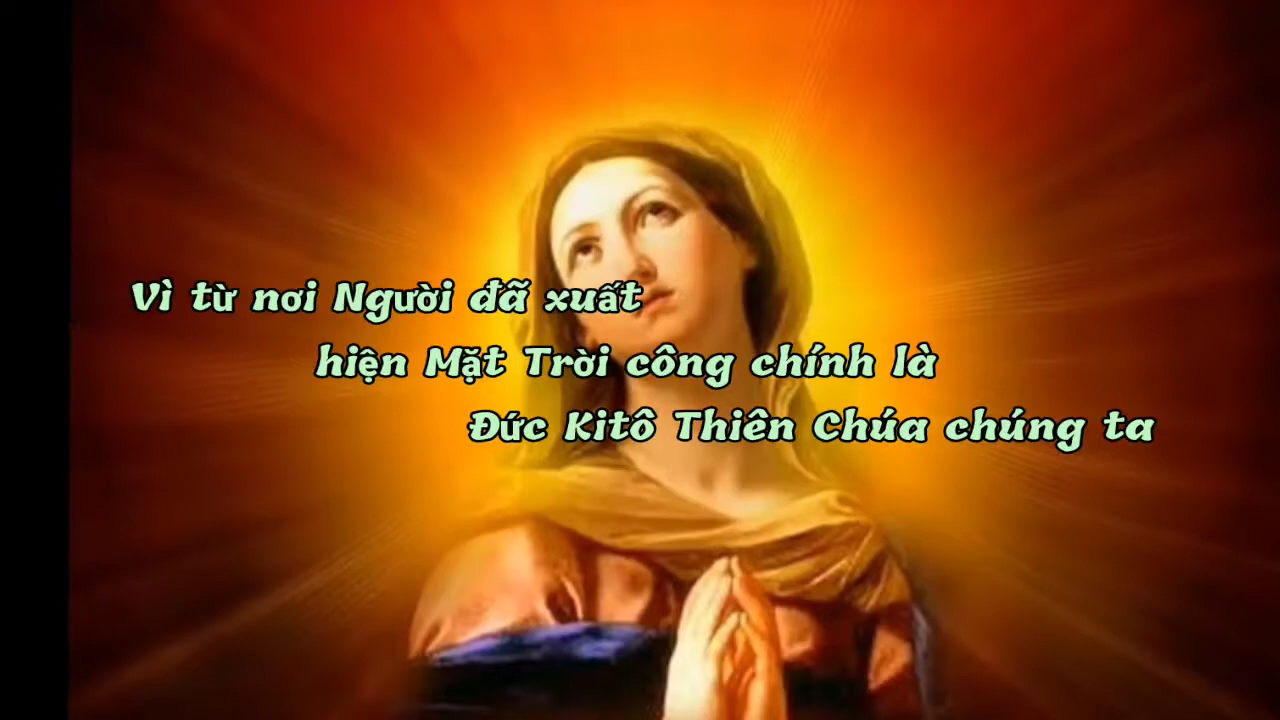 Vì từ nơi Người đã xuất
hiện Mặt Trời công chính là
Đức Kitô Thiên Chúa chúng ta